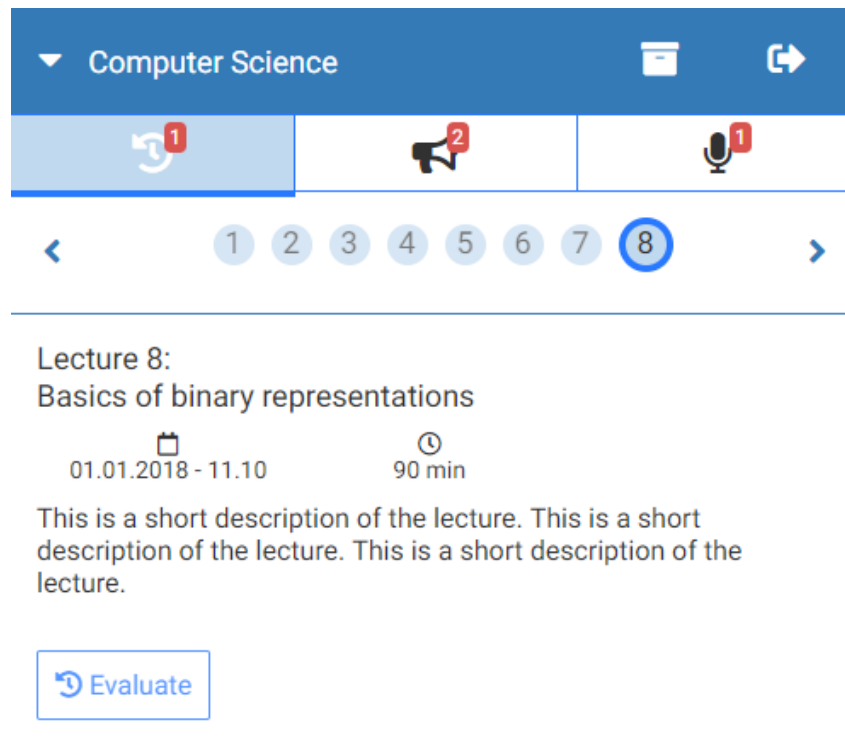 Computer Science
1
2
1
1 2 3 4 5 6 7 8
Lecture 8:
Basics of binary representations
01.01.2018 - 11.10
90 min
This is a short description of the lecture. This is a short
description of the lecture. This is a short description of the
lecture.
Evaluate